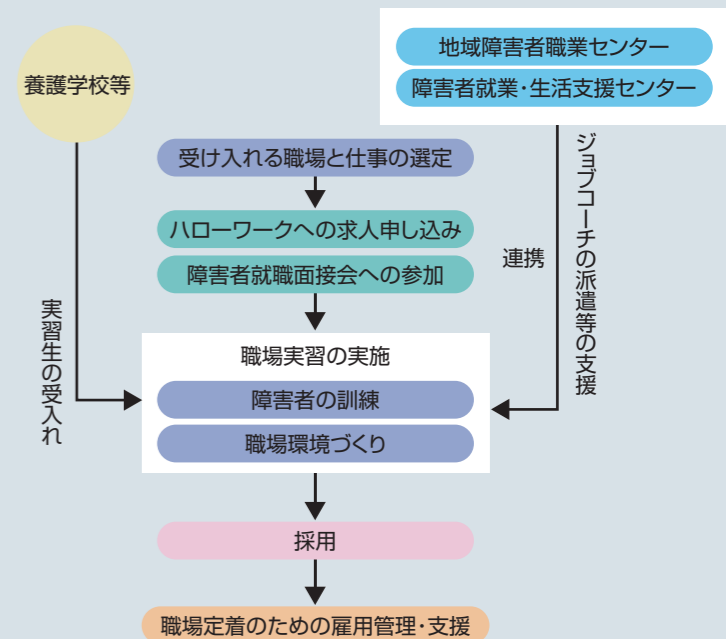 養護学校等
地域障害者職業センター
障害者就業・生活支援センター
受け入れる職場と仕事の選定
ハローワークへの求人申し込み
障害者就職面接会への参加
連携
ジョブコーチの派遣等の支援
実習生の受入れ
職場実習の実施
障害者の訓練
職場環境づくり
採用
職場定着のための雇用管理・支援